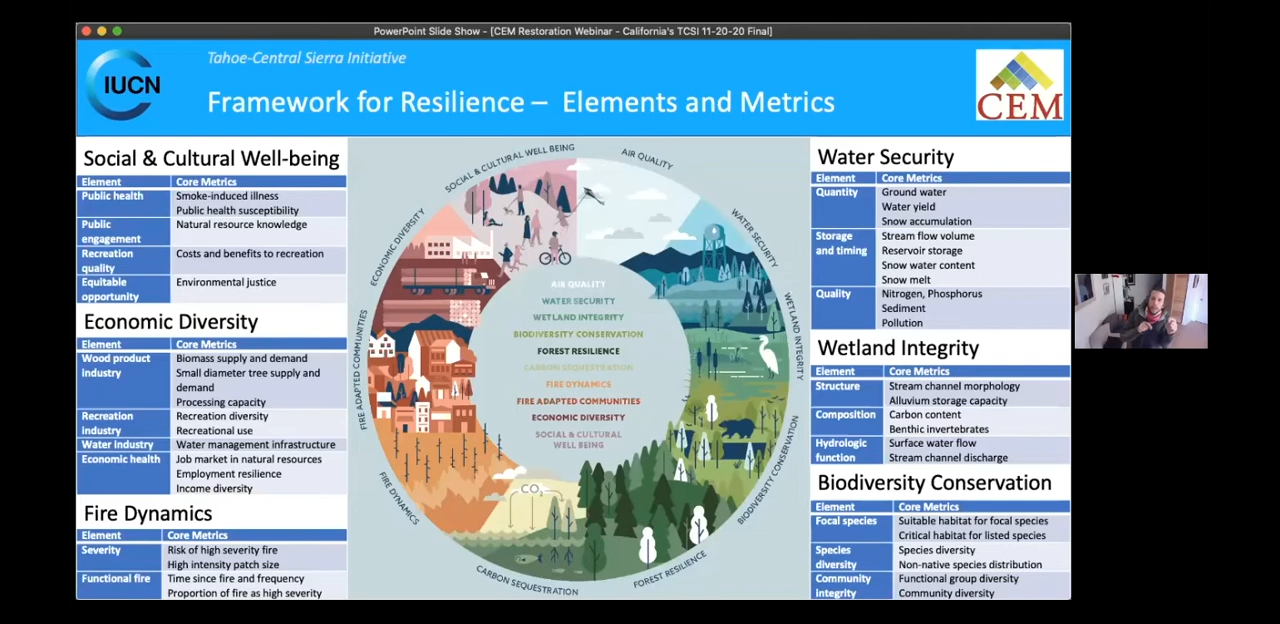 PowerPoint Slide Show - [CEM Restoration Webinar - California's TCSI 11-20-20 Final]
IUCN
Tahoe-Central Sierra Initiative
Framework for Resilience – Elements and Metrics
CEM
Social & Cultural Well-being
Element Core Metrics
Public health Smoke-induced illness
Public health susceptibility
Public Natural resource knowledge
engagement
Recreation Costs and benefits to recreation
quality
Equitable Environmental justice
opportunity
Economic Diversity
Element Core Metrics
Wood product Biomass supply and demand
industry Small diameter tree supply and
demand
Processing capacity
Recreation Recreation diversity
industry Recreational use
Water industry Water management infrastructure
Economic health Job market in natural resources
Employment resilience
Income diversity
Fire Dynamics
Element Core Metrics
Severity Risk of high severity fire
High intensity patch size
Functional fire Time since fire and frequency
Proportion of fire as high severity
SOCIAL & CULTURAL WELL BEING
AIR QUALITY
WATER SECURITY
WETLAND INTEGRITY
BIODIVERSITY CONSERVATION
FOREST RESILIENCE
CARBON SEQUESTRATION
FIRE DYNAMICS
FIRE ADAPTED COMMUNITIES
ECONOMIC DIVERSITY
CO2
AIR QUALITY
WATER SECURITY
WETLAND INTEGRITY
BIODIVERSITY CONSERVATION
FOREST RESILIENCE
CARBON SEQUESTRATION
FIRE DYNAMICS
FIRE ADAPTED COMMUNITIES
ECONOMIC DIVERSITY
SOCIAL & CULTURAL
WELL BEING
Water Security
Element Core Metrics
Quantity Ground water
Water yield
Snow accumulation
Storage Stream flow volume
and timing Reservoir storage
Snow water content
Snow melt
Quality Nitrogen, Phosphorus
Sediment
Pollution
Wetland Integrity
Element Core Metrics
Structure Stream channel morphology
Alluvium storage capacity
Composition Carbon content
Benthic invertebrates
Hydrologic Surface water flow
function Stream channel discharge
Biodiversity Conservation
Element Core Metrics
Focal species Suitable habitat for focal species
Critical habitat for listed species
Species Species diversity
diversity Non-native species distribution
Community Functional group diversity
Integrity Community diversity